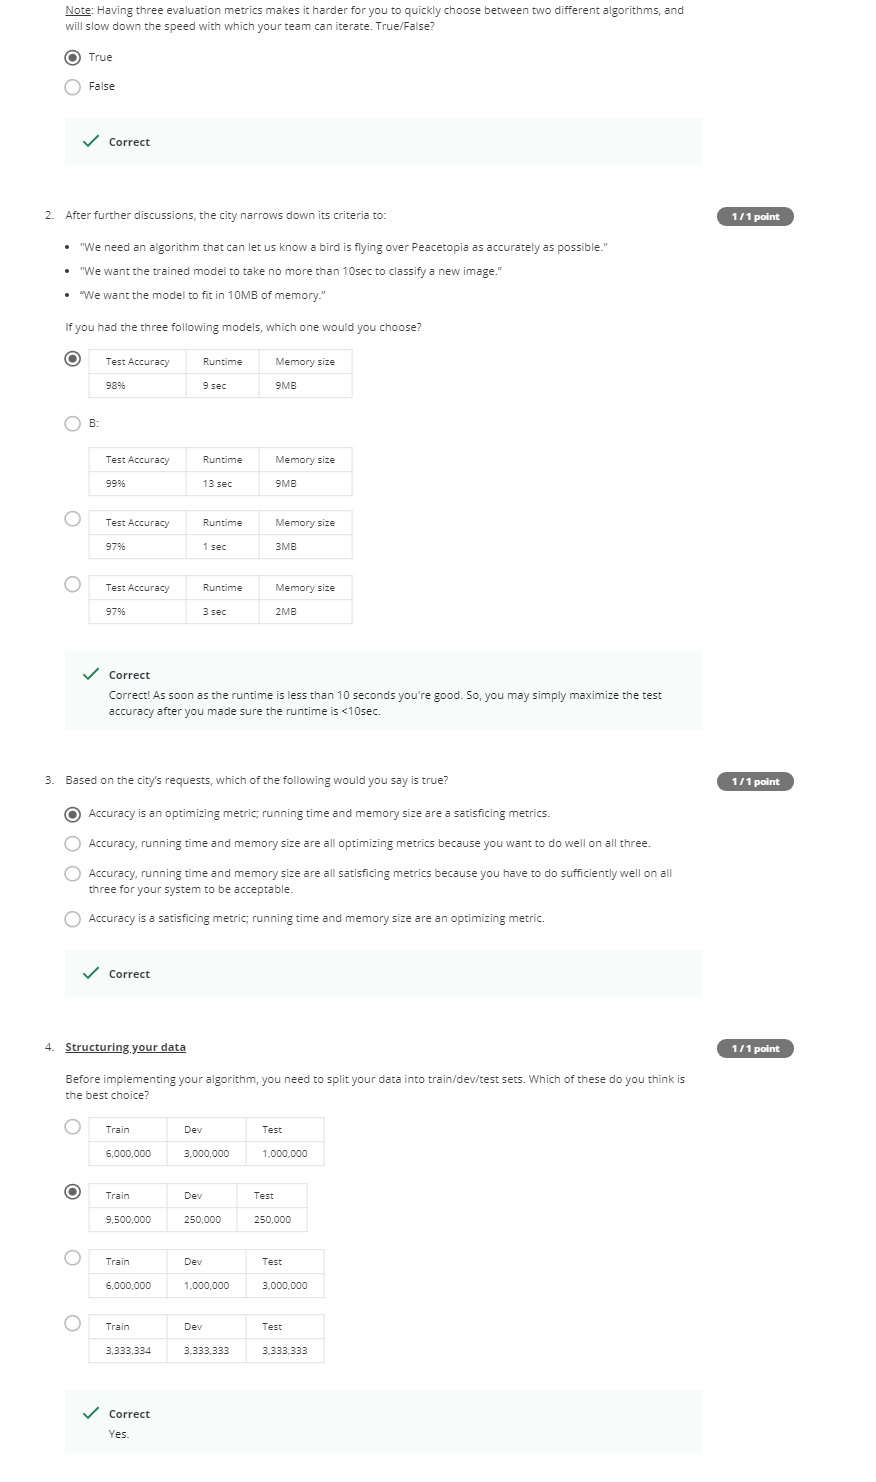 Note: Having three evaluation metrics makes it harder for you to quickly choose between two different algorithms, and
will slow down the speed with which your team can iterate. True/False?
True
False
Correct
2. After further discussions, the city narrows down its criteria to:
1 / 1 point
• "We need an algorithm that can let us know a bird is flying over Peacetopia as accurately as possible."
• "We want the trained model to take no more than 10sec to classify a new image."
• "We want the model to fit in 10MB of memory."
If you had the three following models, which one would you choose?
Test Accuracy Runtime Memory size
98% 9 sec 9MB
B:
Test Accuracy Runtime Memory size
99% 13 sec 9MB
Test Accuracy Runtime Memory size
97% 1 sec 3MB
Test Accuracy Runtime Memory size
97% 3 sec 2MB
Correct
Correct! As soon as the runtime is less than 10 seconds you're good. So, you may simply maximize the test
accuracy after you made sure the runtime is <10sec.
3. Based on the city's requests, which of the following would you say is true?
1 / 1 point
Accuracy is an optimizing metric; running time and memory size are a satisficing metrics.
Accuracy, running time and memory size are all optimizing metrics because you want to do well on all three.
Accuracy, running time and memory size are all satisficing metrics because you have to do sufficiently well on all
three for your system to be acceptable.
Accuracy is a satisficing metric; running time and memory size are an optimizing metric.
Correct
4. Structuring your data
1 / 1 point
Before implementing your algorithm, you need to split your data into train/dev/test sets. Which of these do you think is
the best choice?
Train Dev Test
6,000,000 3,000,000 1,000,000
Train Dev Test
9,500,000 250,000 250,000
Train Dev Test
6,000,000 1,000,000 3,000,000
Train Dev Test
3,333,334 3,333,333 3,333,333
Correct
Yes.